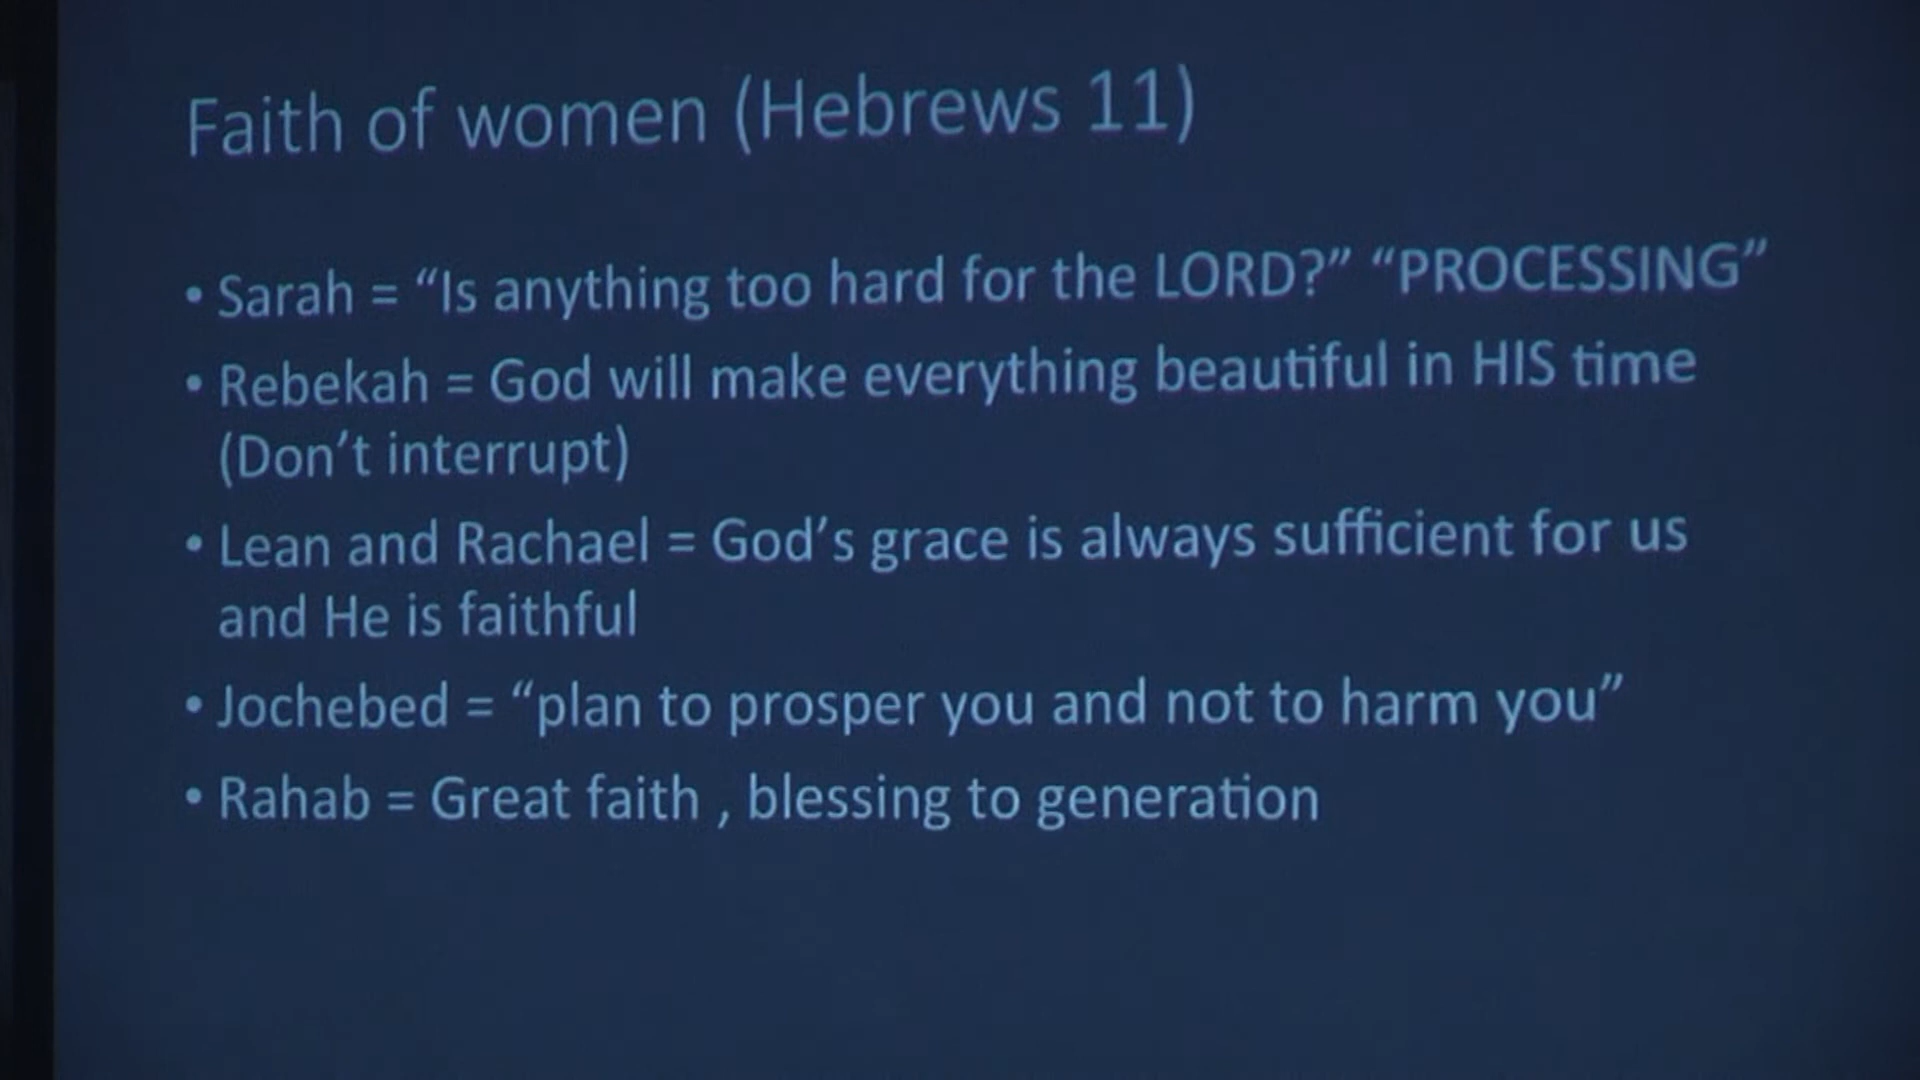 Faith of women (Hebrews 11)
• Sarah = “Is anything too hard for the LORD?” “PROCESSING”
• Rebekah = God will make everything beautiful in HIS time
(Don’t interrupt)
• Lean and Rachael = God’s grace is always sufficient for us
and He is faithful
• Jochebed = “plan to prosper you and not to harm you”
• Rahab = Great faith , blessing to generation